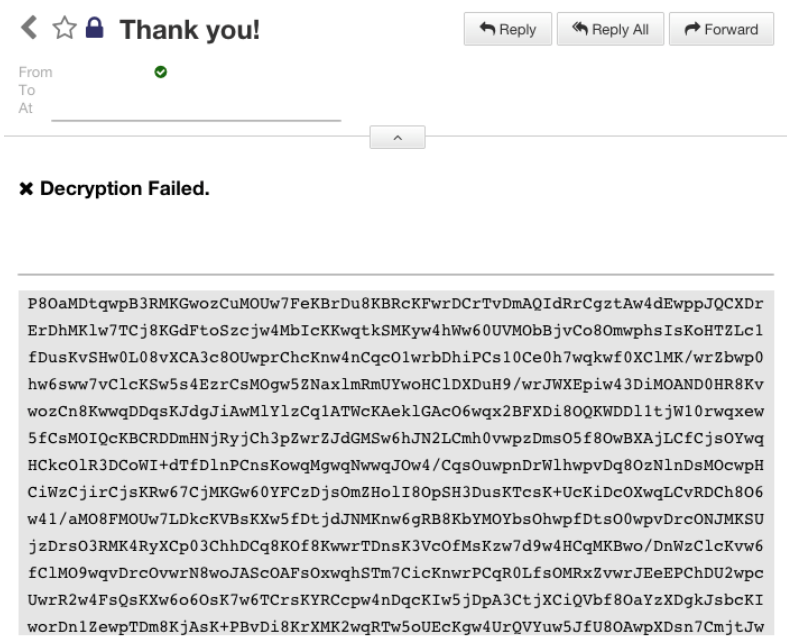 Thank you!
Reply
Reply All
Forward
From
To
At
Decryption Failed.
P8OaMDtqwpB3RMKGwozCuMOUw7FeKBrDu8KBRcKFwrDCrTvDmAQIdRrCgztAw4dEwppJQCXDr
ErDhMKlw7TCj8KGdFtoSzcjw4MbIcKKwqtkSMKyw4hWw60UVMObBjvCo8OmwphsIsKoHTZLc1
fDusKvSHw0L08vXCA3c8OUwprChcKnw4nCqcO1wrbDhiPCs10Ce0h7wqkwf0XClMK/wrZbwp0
hw6sww7vClcKSw5s4EzrCsMOgw5ZNaxlmRmUYwoHClDXDuH9/wrJWXEpiw43DiMOAND0HR8Kv
wozCn8KwwqDDqsKJdgJiAwMlYlzCq1ATWcKAeklGAcO6wqx2BFXDi8OQKWDDl1tjW10rwqxew
5fCsMOIQcKBCRDDmHNjRyjCh3pZwrZJdGMSw6hJN2LCmh0vwpzDmsO5f8OwBXAjLCfCjsOYwq
HCkcOlR3DCoWI+dTfDlnPCnsKowqMgwqNwwqJOw4/CqsOuwpnDrWlhwpvDq8OzNlnDsMOcwpH
CiWzCjirCjsKRw67CjMKGw60YFCzDjsOmZHolI8OpSH3DusKTcsK+UcKiDcOXwqLCvRDCh8O6
w41/aMO8FMOUw7LDkcKVBsKXw5fDtjdJNMKnw6gRB8KbYMOYbsOhwpfDtsO0wpvDrcONJMKSU
jzDrsO3RMK4RyXCp03ChhDCq8KOf8KwwrTDnsK3VcOfMsKzw7d9w4HCqMKBwo/DnWzClcKvw6
fClMO9wqvDrcOvwrN8woJAScOAFsOxwqhSTm7CicKnwrPCqR0LfsOMRxZvwrJEeEPChDU2wpc
UwrR2w4FsQsKXw6o6OsK7w6TCrsKYRCcpw4nDqcKIw5jDpA3CtjXCiQVbf8OaYzXDgkJsbcKI
worDn1ZewpTDm8KjAsK+PBvDi8KrXMK2wqRTw5oUEcKgw4UrQVYuw5JfU8OAwpXDsn7CmjtJw